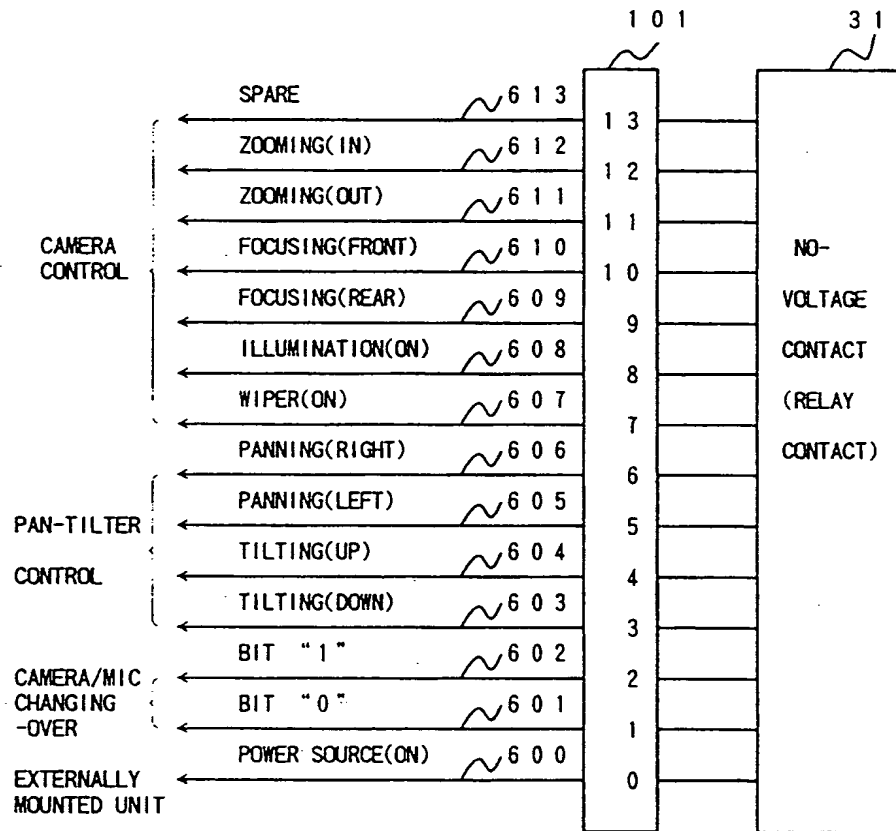 1 0 1
3 1
SPARE
6 1 3
1 3
ZOOMING(IN)
6 1 2
1 2
ZOOMING(OUT)
6 1 1
1 1
CAMERA
CONTROL
FOCUSING(FRONT)
6 1 0
1 0
FOCUSING(REAR)
6 0 9
9
ILLUMINATION(ON)
6 0 8
8
WIPER(ON)
6 0 7
7
NO-
VOLTAGE
CONTACT
(RELAY
CONTACT)
PANNING(RIGHT)
6 0 6
6
PAN-TILTER
CONTROL
PANNING(LEFT)
6 0 5
5
TILTING(UP)
6 0 4
4
TILTING(DOWN)
6 0 3
3
CAMERA/MIC
CHANGING
-OVER
BIT "1"
6 0 2
2
BIT "0"
6 0 1
1
EXTERNALLY
MOUNTED UNIT
POWER SOURCE(ON)
6 0 0
0